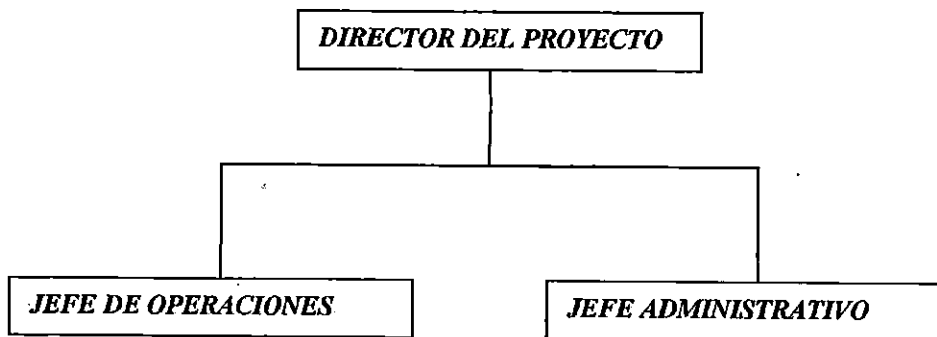 DIRECTOR DEL PROYECTO
JEFE DE OPERACIONES
JEFE ADMINISTRATIVO